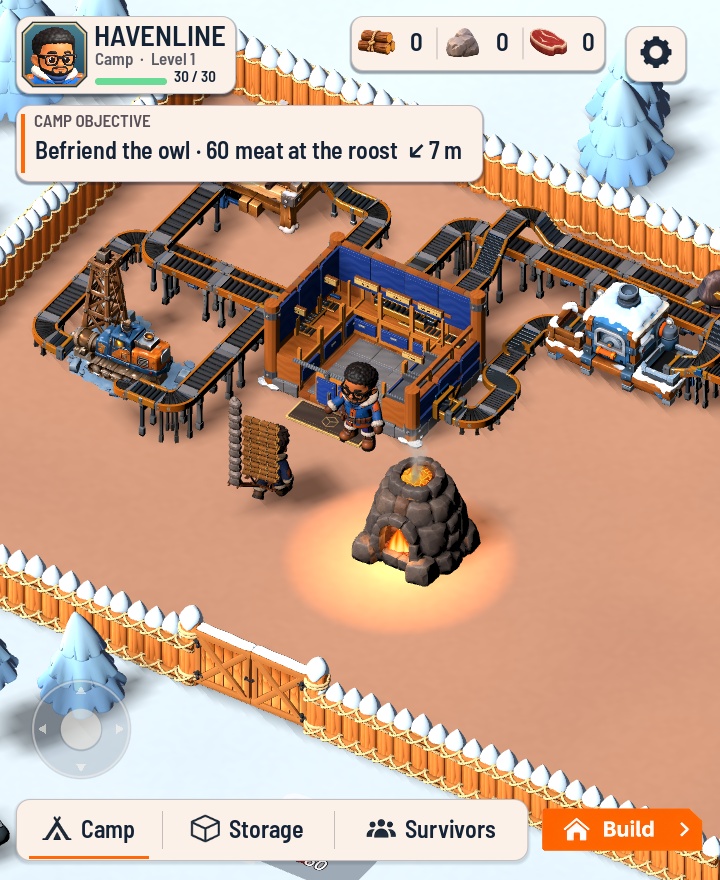 HAVENLINE
Camp · Level 1
30 / 30
0
0
0
CAMP OBJECTIVE
Befriend the owl · 60 meat at the roost ↙ 7 m
Camp
Storage
Survivors
Build